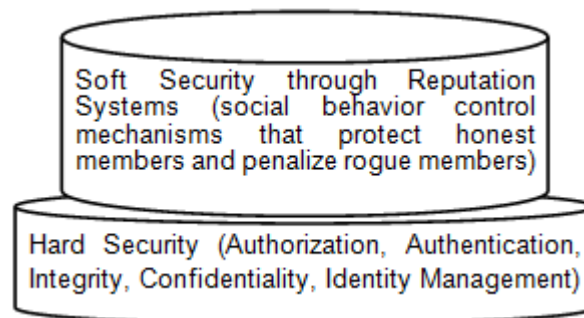 Soft Security through Reputation
Systems (social behavior control
mechanisms that protect honest
members and penalize rogue members)
Hard Security (Authorization, Authentication,
Integrity, Confidentiality, Identity Management)